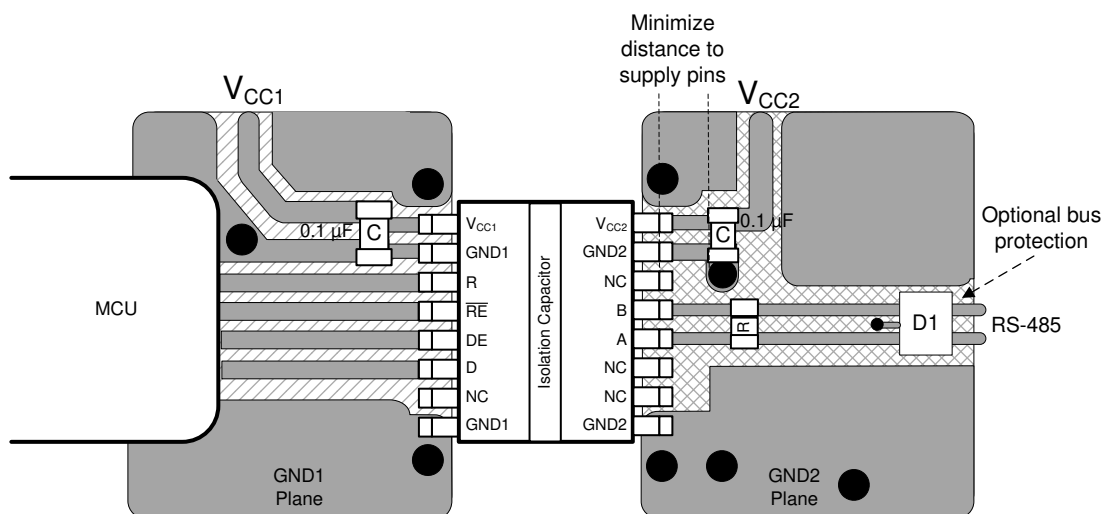 Minimize
distance to
supply pins
VCC1
VCC2
0.1 µF
C
C
0.1 µF
Optional bus
protection
MCU
VCC1
GND1
R
RE
DE
D
NC
GND1
Isolation Capacitor
VCC2
GND2
NC
B
A
NC
NC
GND2
R
D1
RS-485
GND1
Plane
GND2
Plane